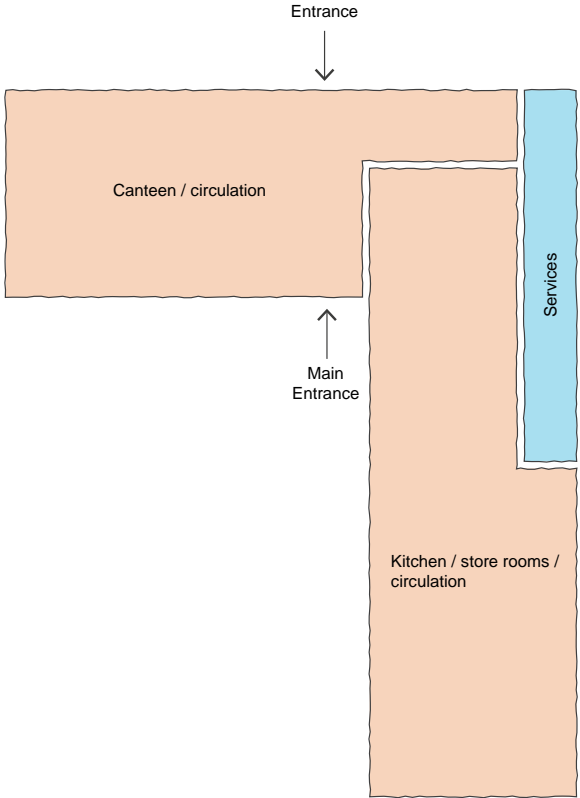 Entrance
Canteen / circulation
Services
Main
Entrance
Kitchen / store rooms /
circulation